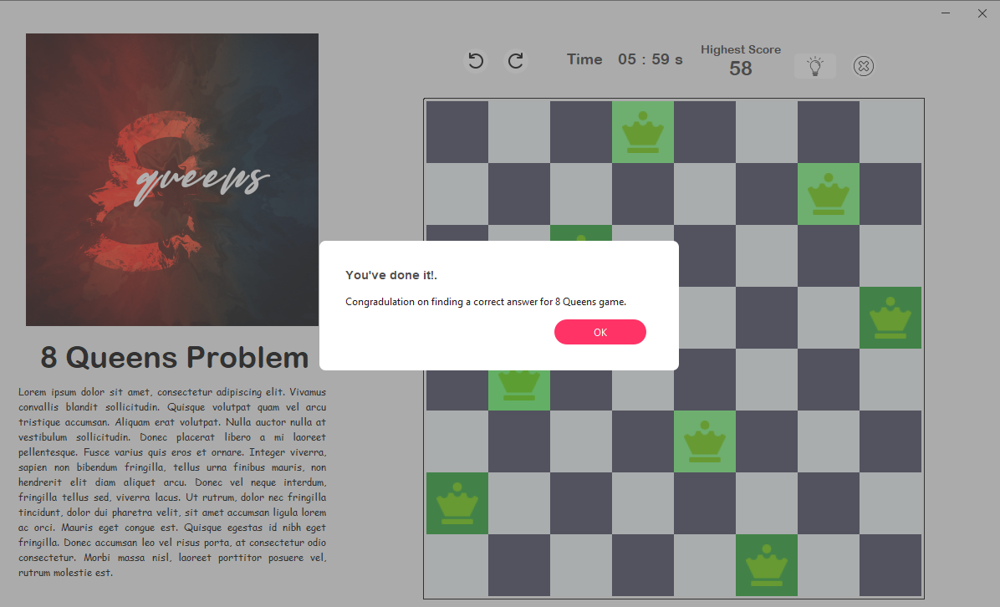 queens
Time 05 : 59 s
Highest Score
58
You've done it!.
Congradulation on finding a correct answer for 8 Queens game.
OK
8 Queens Problem
Lorem ipsum dolor sit amet, consectetur adipiscing elit. Vivamus
convallis blandit sollicitudin. Quisque volutpat quam vel arcu
tristique accumsan. Aliquam erat volutpat. Nulla auctor nulla at
vestibulum sollicitudin. Donec placerat libero a mi laoreet
pellentesque. Fusce varius quis eros et ornare. Integer viverra,
sapien non bibendum fringilla, tellus urna finibus mauris, non
hendrerit elit diam aliquet arcu. Donec vel neque interdum,
fringilla tellus sed, viverra lacus. Ut rutrum, dolor nec fringilla
tincidunt, dolor dui pharetra velit, sit amet accumsan ligula lorem
ac orci. Mauris eget congue est. Quisque egestas id nibh eget
fringilla. Donec accumsan leo vel risus porta, at consectetur odio
consectetur. Morbi massa nisl, laoreet porttitor posuere vel,
rutrum molestie est.